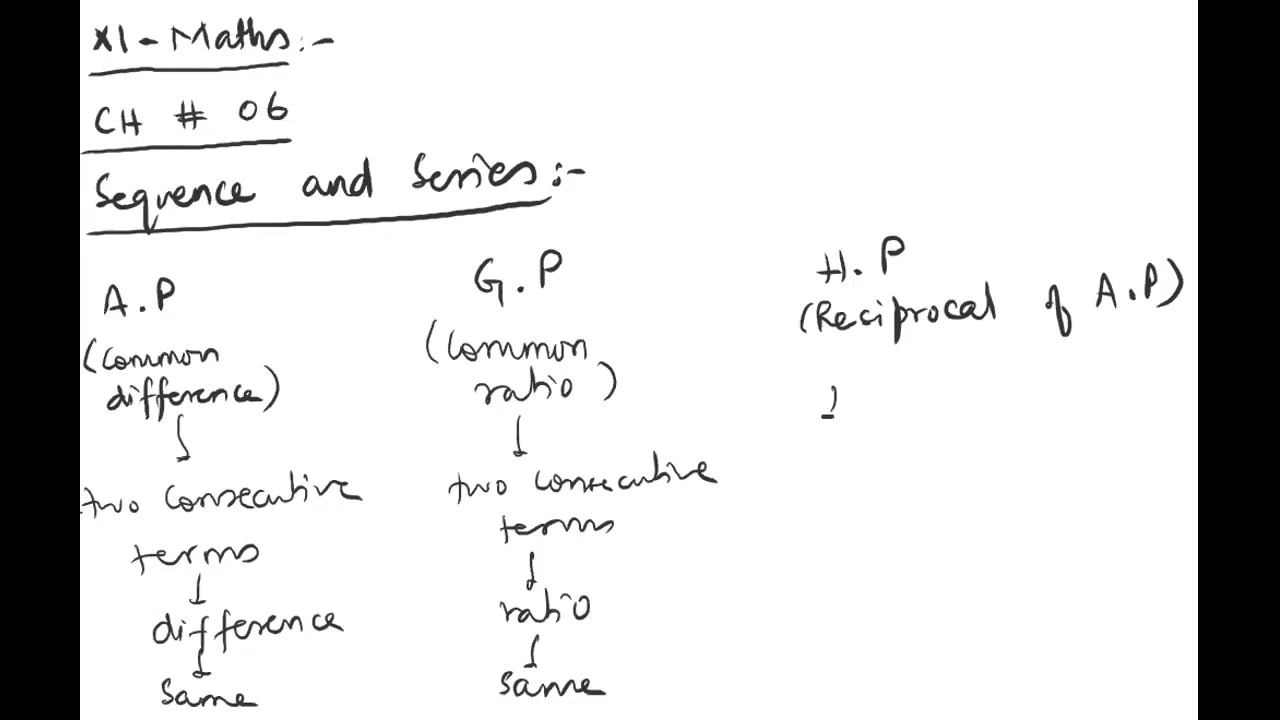 XI - Maths :-
CH # 06
Sequence and Series :-
A.P
(Common
difference)
two consecutive
terms
difference
same
G.P
(Common
ratio)
two consecutive
terms
ratio
same
H.P
(Reciprocal of A.P)